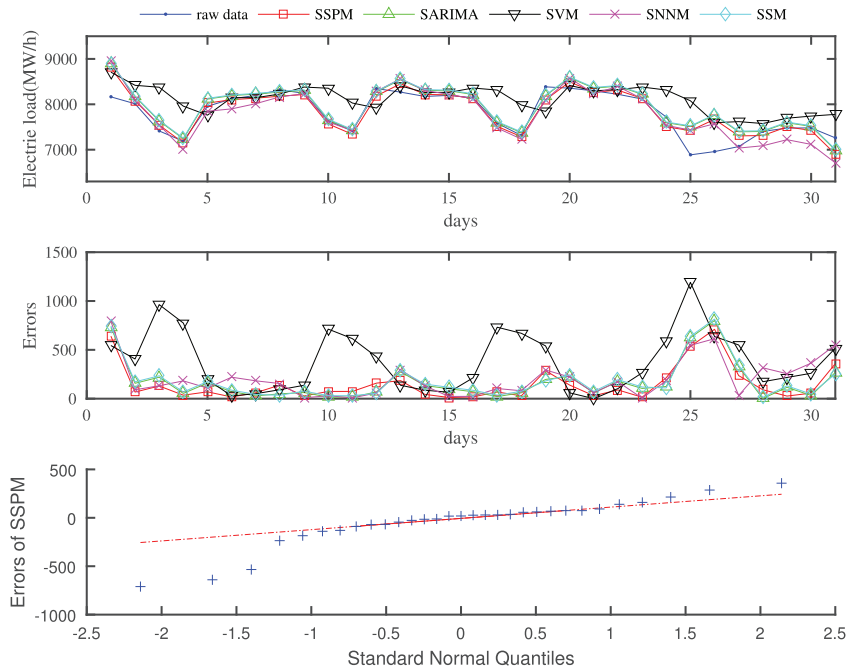 raw data SSPM SARIMA SVM SNNM SSM
Electric load(MW/h)
9000
8000
7000
0 5 10 15 20 25 30
days
Errors
1500
1000
500
0
0 5 10 15 20 25 30
days
Errors of SSPM
500
0
-500
-1000
-2.5 -2 -1.5 -1 -0.5 0 0.5 1 1.5 2 2.5
Standard Normal Quantiles